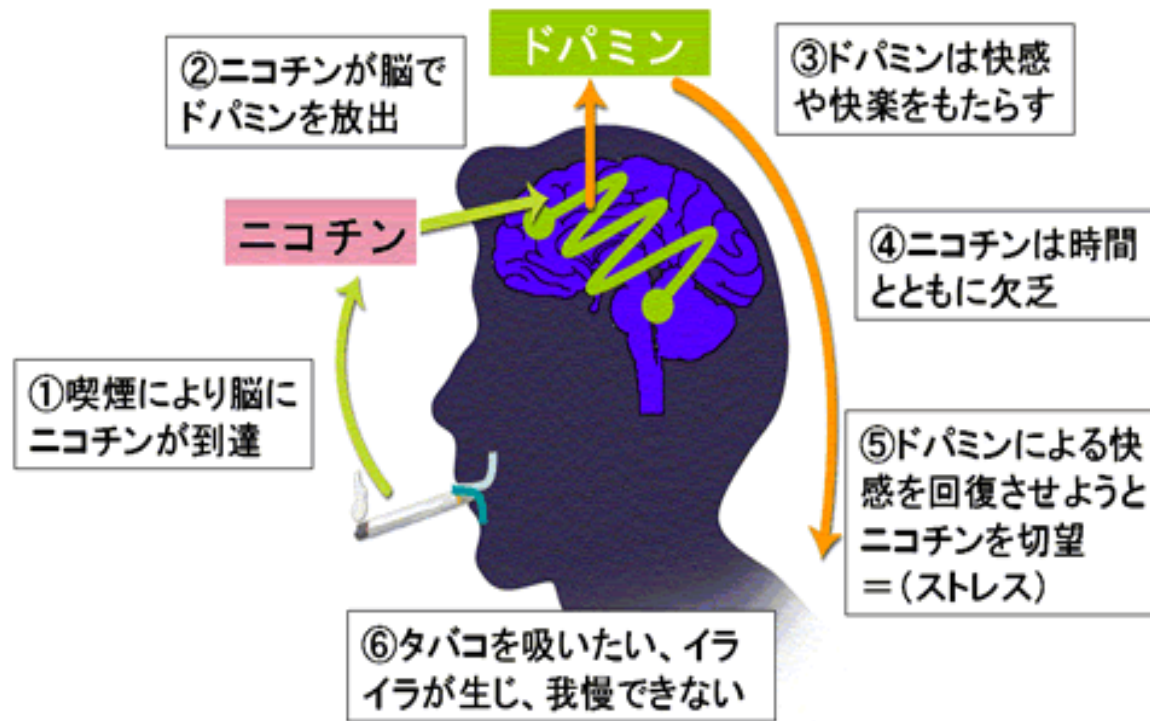 ドパミン
②ニコチンが脳で
ドパミンを放出
③ドパミンは快感
や快楽をもたらす
ニコチン
④ニコチンは時間
とともに欠乏
①喫煙により脳に
ニコチンが到達
⑤ドパミンによる快
感を回復させようと
ニコチンを切望
＝（ストレス）
⑥タバコを吸いたい、イラ
イラが生じ、我慢できない